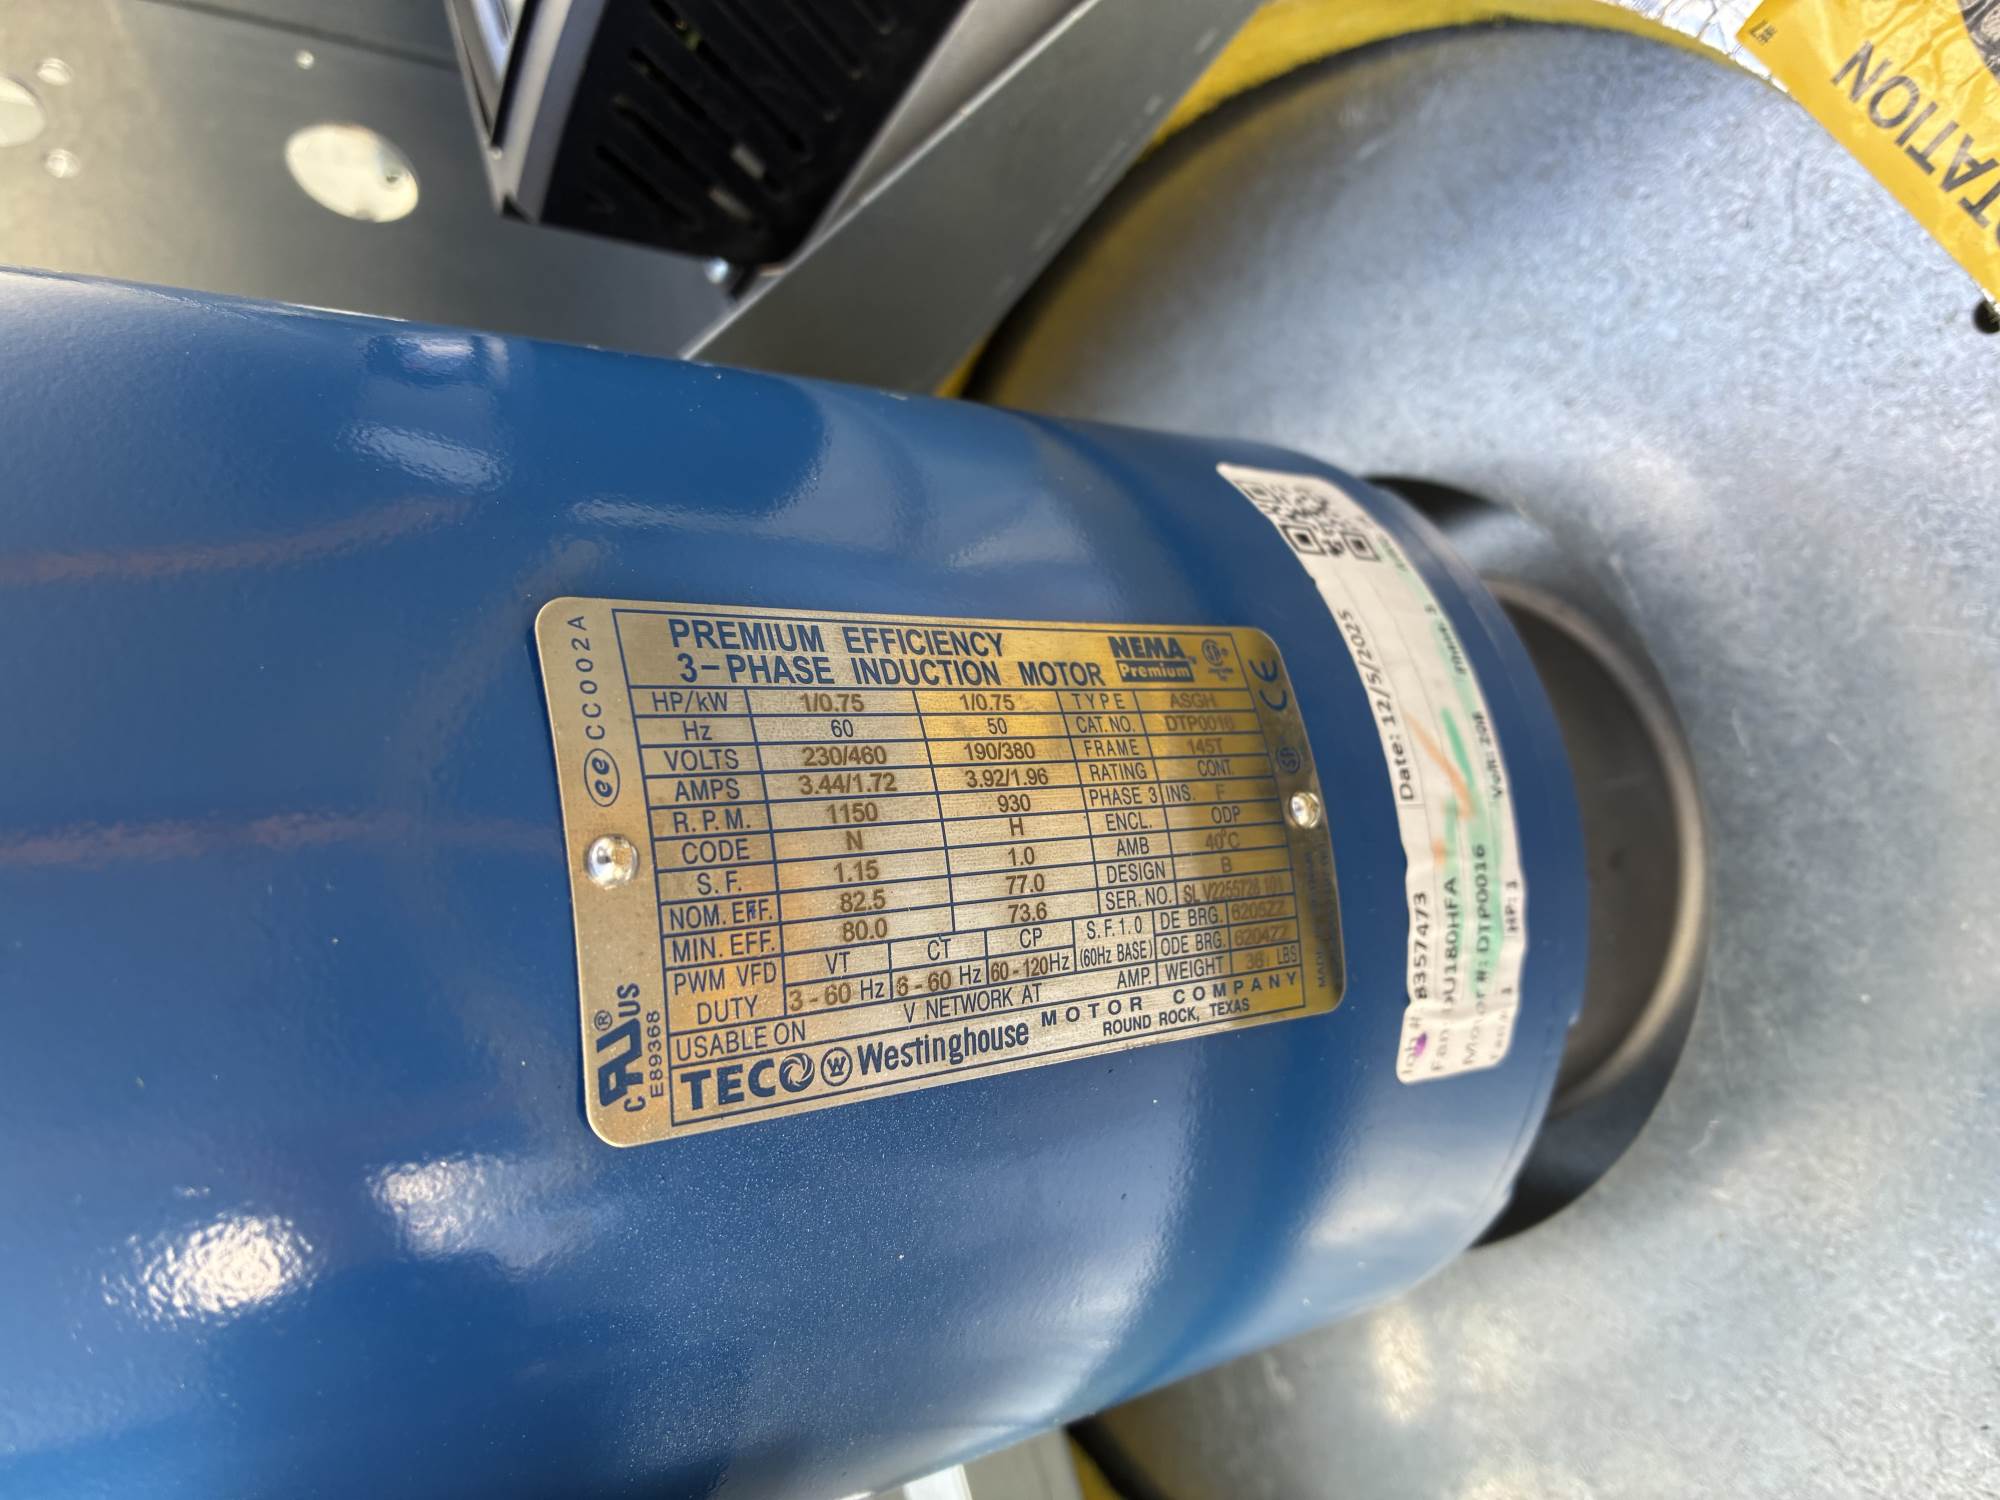 TATION
PREMIUM EFFICIENCY
3-PHASE INDUCTION MOTOR
NEMA
Premium
CE
ee CC002A
HP/kW 1/0.75 1/0.75 TYPE ASGH
Hz 60 50 CAT. NO. DTP0016
VOLTS 230/460 190/380 FRAME 145T
AMPS 3.44/1.72 3.92/1.96 RATING CONT.
R.P.M. 1150 930 PHASE 3 INS. F
CODE N H ENCL. ODP
S.F. 1.15 1.0 AMB 40°C
NOM. EFF. 82.5 77.0 DESIGN B
MIN. EFF. 80.0 73.6 SER. NO.
PWM VFD DUTY VT CT CP S.F.1.0 DE BRG. 6205ZZ
3-60 Hz 6-60 Hz 60-120Hz (60Hz BASE) ODE BRG. 6204ZZ
USABLE ON V NETWORK AT AMP. WEIGHT LBS
TECO W Westinghouse MOTOR COMPANY
ROUND ROCK, TEXAS
C US
E89368
Date: 12/5/2025
Job # 8357473
Phase: 3
Volt: 208
Motor #: DTP0016
HP: